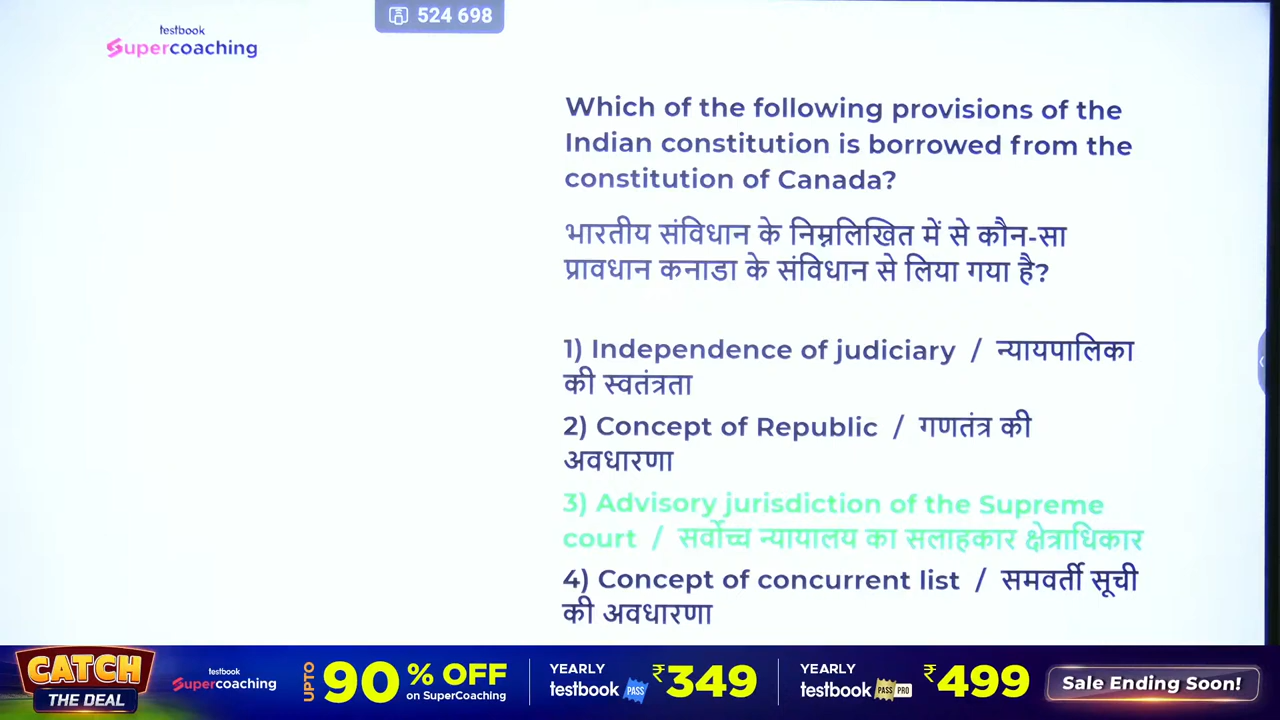 524 698
testbook
Supercoaching
Which of the following provisions of the
Indian constitution is borrowed from the
constitution of Canada?
भारतीय संविधान के निम्नलिखित में से कौन-सा
प्रावधान कनाडा के संविधान से लिया गया है?
1) Independence of judiciary / न्यायपालिका
की स्वतंत्रता
2) Concept of Republic / गणतंत्र की
अवधारणा
3) Advisory jurisdiction of the Supreme
court / सर्वोच्च न्यायालय का सलाहकार क्षेत्राधिकार
4) Concept of concurrent list / समवर्ती सूची
की अवधारणा
CATCH
THE DEAL
testbook
Supercoaching
UPTO
90% OFF
on SuperCoaching
YEARLY
testbook PASS
₹349
YEARLY
testbook PASS PRO
₹499
Sale Ending Soon!